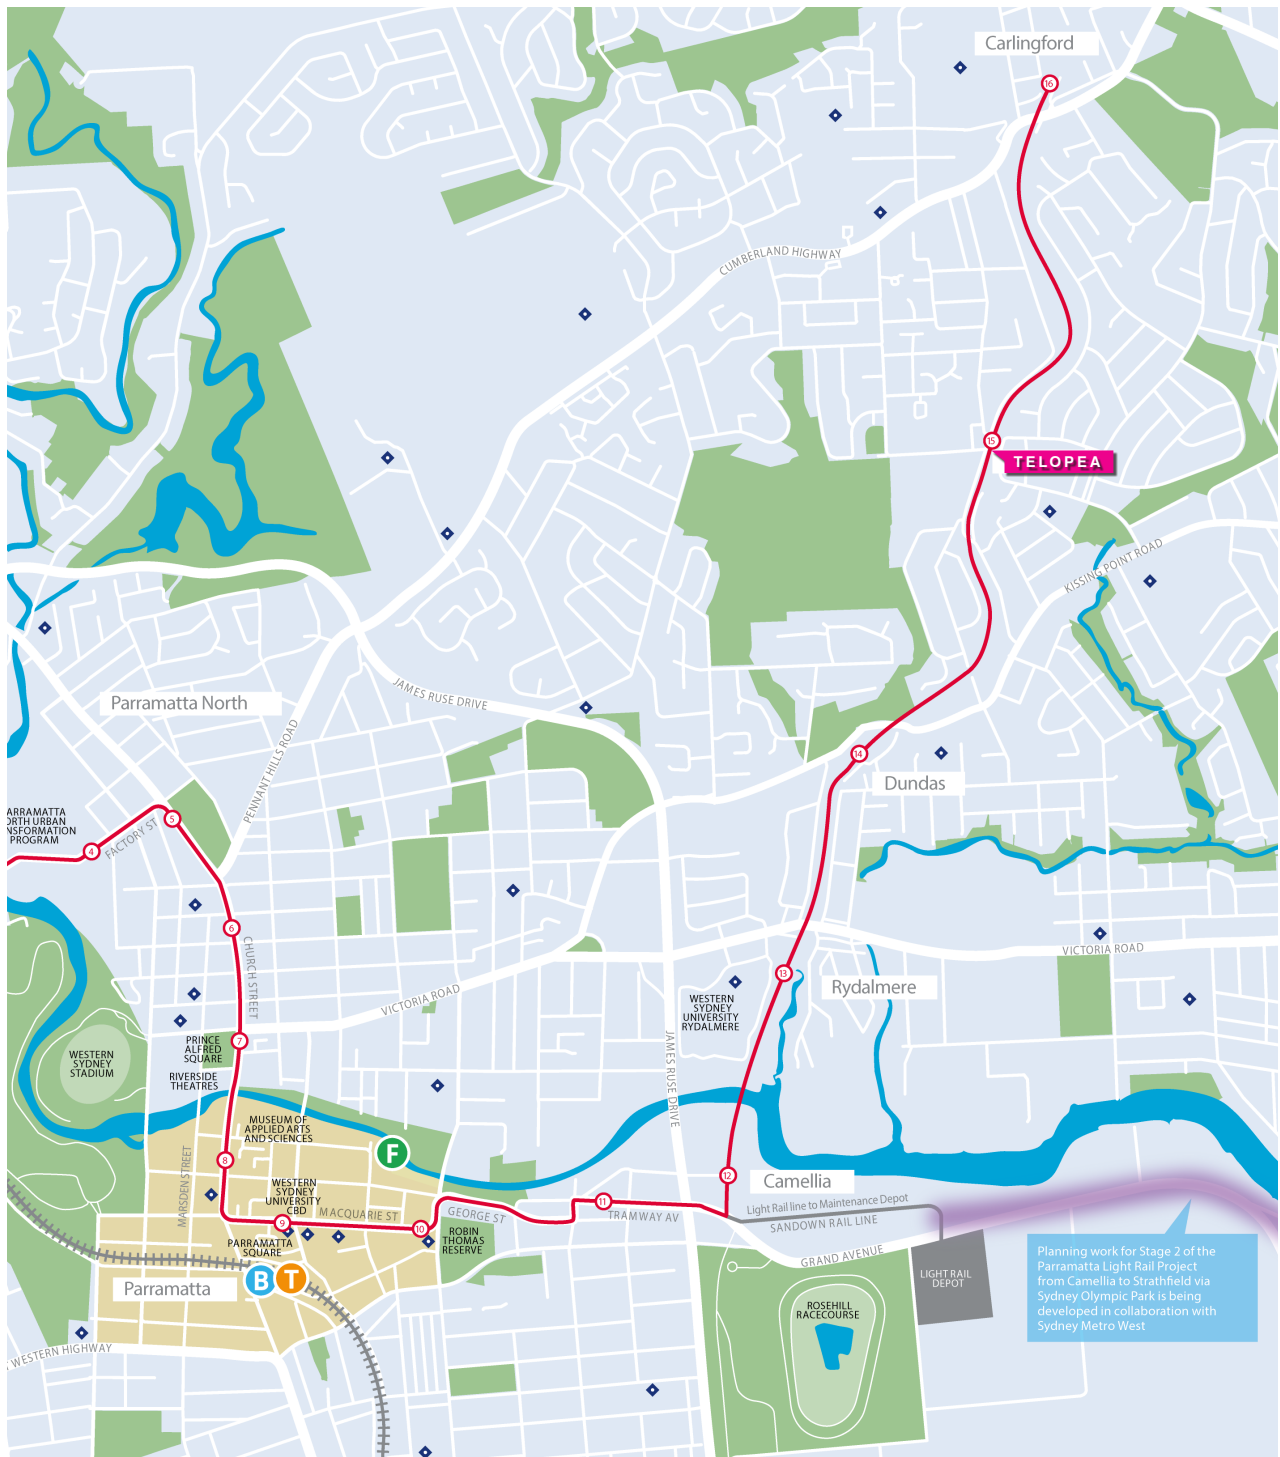 Carlingford
16
CUMBERLAND HIGHWAY
15
TELOPEA
KISSING POINT ROAD
Parramatta North
JAMES RUSE DRIVE
PENNANT HILLS ROAD
14
Dundas
ARRAMATTA
ORTH URBAN
NSFORMATION
PROGRAM
4
FACTORY ST
5
6
CHURCH STREET
VICTORIA ROAD
VICTORIA ROAD
13
Rydalmere
WESTERN
SYDNEY
UNIVERSITY
RYDALMERE
JAMES RUSE DRIVE
WESTERN
SYDNEY
STADIUM
PRINCE
ALFRED
SQUARE
7
RIVERSIDE
THEATRES
MUSEUM OF
APPLIED ARTS
AND SCIENCES
F
8
MARSDEN STREET
WESTERN
SYDNEY
UNIVERSITY
CBD
9
MACQUARIE ST
10
GEORGE ST
11
TRAMWAY AV
12
Camellia
Light Rail line to Maintenance Depot
SANDOWN RAIL LINE
GRAND AVENUE
PARRAMATTA
SQUARE
ROBIN
THOMAS
RESERVE
Parramatta
B
T
LIGHT RAIL
DEPOT
Planning work for Stage 2 of the
Parramatta Light Rail Project
from Camellia to Strathfield via
Sydney Olympic Park is being
developed in collaboration with
Sydney Metro West
ROSEHILL
RACECOURSE
WESTERN HIGHWAY